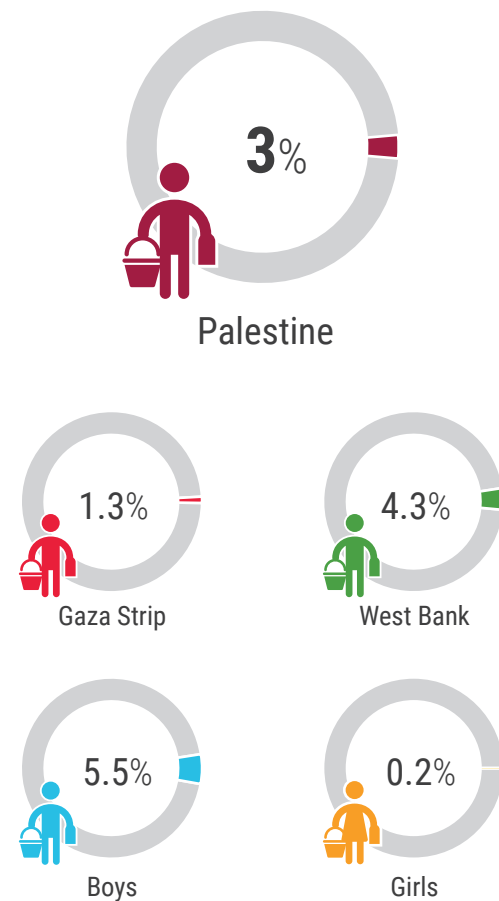 3%
Palestine
1.3%
4.3%
Gaza Strip
West Bank
5.5%
0.2%
Boys
Girls